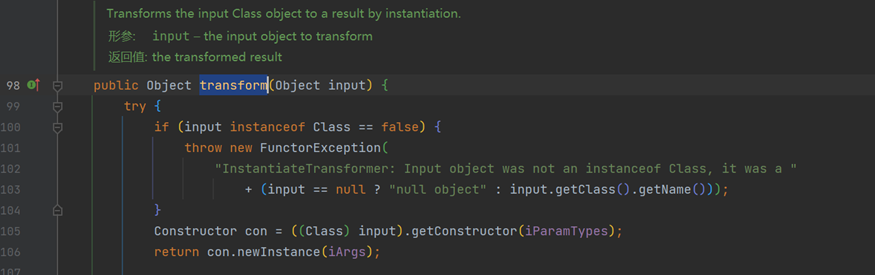 Transforms the input Class object to a result by instantiation.
形参: input – the input object to transform
返回值: the transformed result
98 public Object transform(Object input) {
99 try {
100 if (input instanceof Class == false) {
101 throw new FunctorException(
102 "InstantiateTransformer: Input object was not an instanceof Class, it was a "
103 + (input == null ? "null object" : input.getClass().getName()));
104 }
105 Constructor con = ((Class) input).getConstructor(iParamTypes);
106 return con.newInstance(iArgs);
107